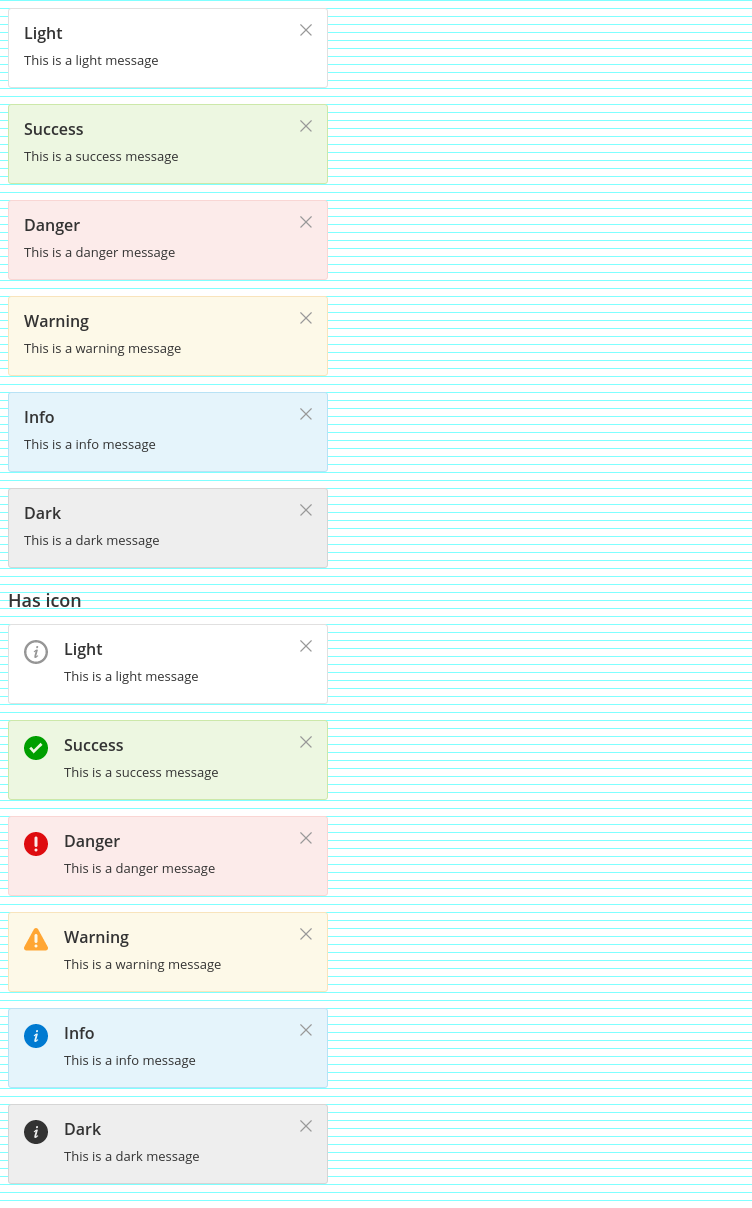 Light
This is a light message
Success
This is a success message
Danger
This is a danger message
Warning
This is a warning message
Info
This is a info message
Dark
This is a dark message
Has icon
Light
This is a light message
Success
This is a success message
Danger
This is a danger message
Warning
This is a warning message
Info
This is a info message
Dark
This is a dark message